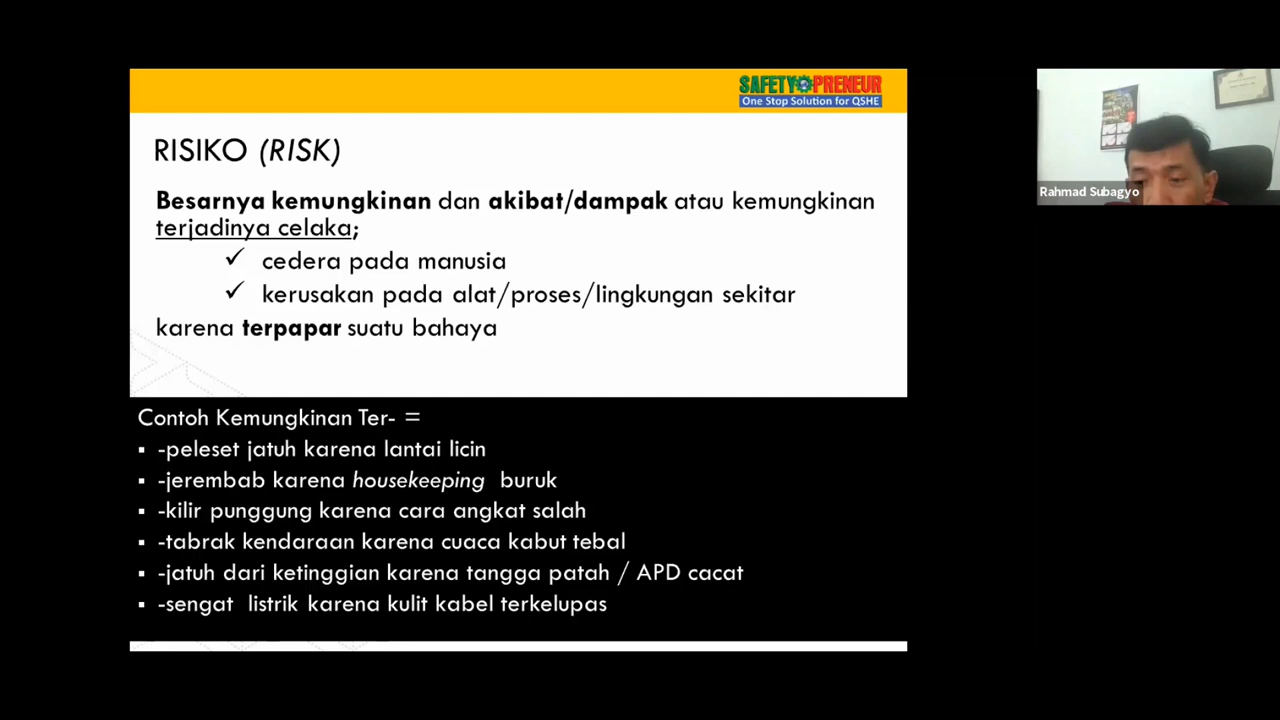 SAFETYPRENEUR
One Stop Solution for QSHE
RISIKO (RISK)
Besarnya kemungkinan dan akibat/dampak atau kemungkinan
terjadinya celaka;
✓ cedera pada manusia
✓ kerusakan pada alat/proses/lingkungan sekitar
karena terpapar suatu bahaya
Contoh Kemungkinan Ter- =
▪ -peleset jatuh karena lantai licin
▪ -jerembab karena housekeeping buruk
▪ -kilir punggung karena cara angkat salah
▪ -tabrak kendaraan karena cuaca kabut tebal
▪ -jatuh dari ketinggian karena tangga patah / APD cacat
▪ -sengat listrik karena kulit kabel terkelupas
Rahmad Subagyo